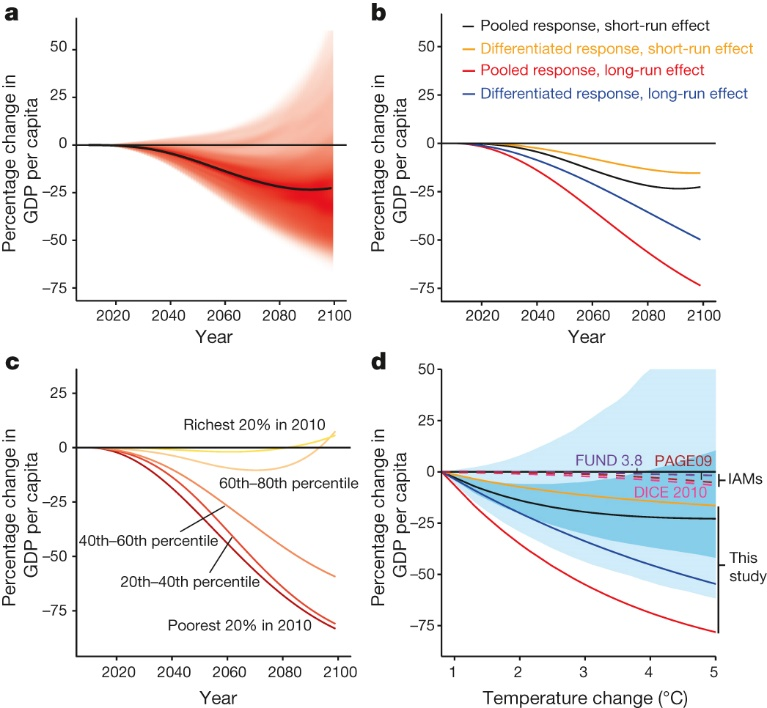 a
Percentage change in
GDP per capita
50
25
0
−25
−50
−75
2020 2040 2060 2080 2100
Year
b
Percentage change in
GDP per capita
50
25
0
−25
−50
−75
Pooled response, short-run effect
Differentiated response, short-run effect
Pooled response, long-run effect
Differentiated response, long-run effect
2020 2040 2060 2080 2100
Year
c
Percentage change in
GDP per capita
25
0
−25
−50
−75
Richest 20% in 2010
60th–80th percentile
40th–60th percentile
20th–40th percentile
Poorest 20% in 2010
2020 2040 2060 2080 2100
Year
d
Percentage change in
GDP per capita
50
25
0
−25
−50
−75
FUND 3.8 PAGE09
DICE 2010
IAMs
This
study
1 2 3 4 5
Temperature change (°C)